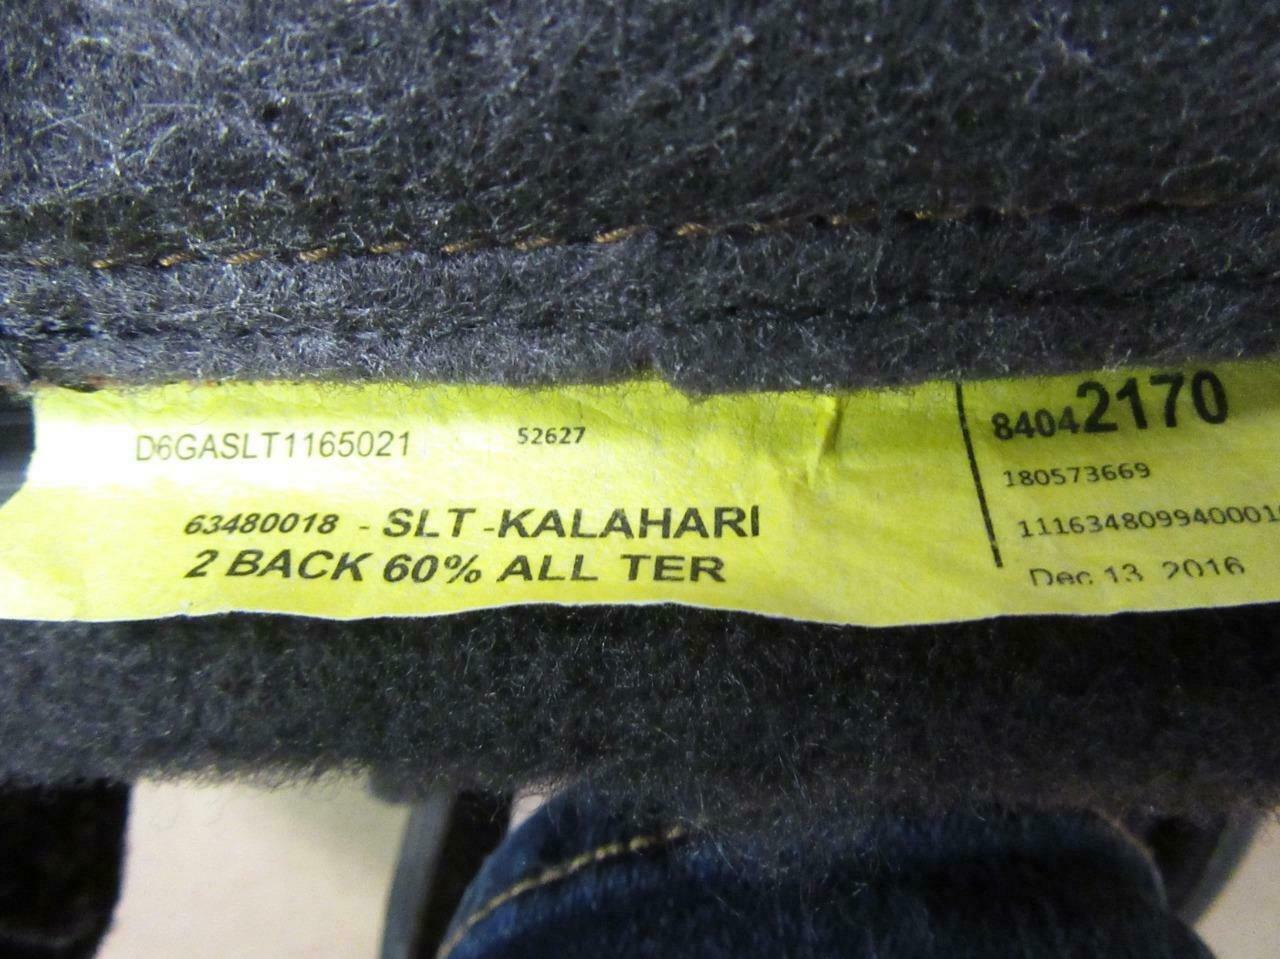 D6GASLT1165021 52627
63480018 - SLT -KALAHARI
2 BACK 60% ALL TER
84042170
180573669
Dec 13 2016